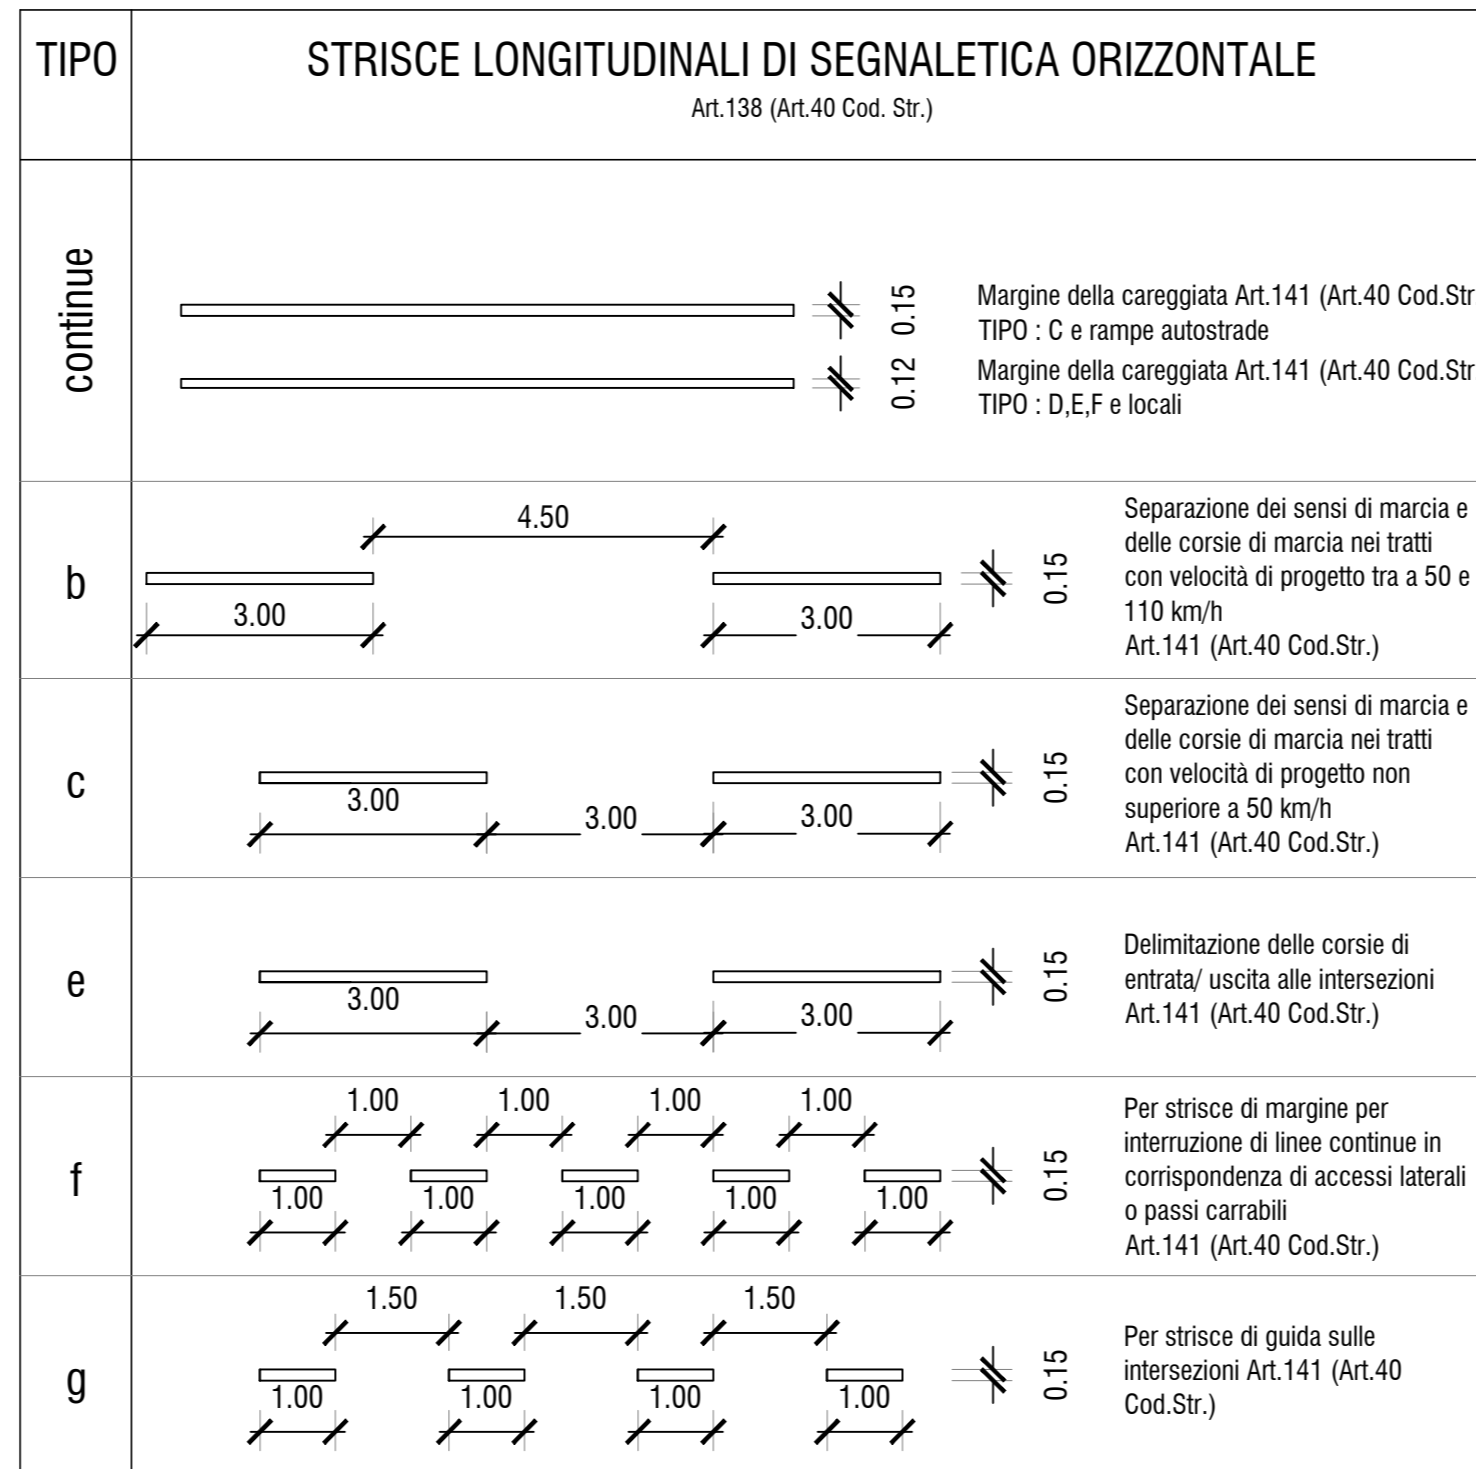 TIPO
STRISCE LONGITUDINALI DI SEGNALETICA ORIZZONTALE
Art.138 (Art.40 Cod. Str.)
continue
0.15
Margine della careggiata Art.141 (Art.40 Cod.Str
TIPO : C e rampe autostrade
0.12
Margine della careggiata Art.141 (Art.40 Cod.Str
TIPO : D,E,F e locali
b
4.50
3.00
3.00
0.15
Separazione dei sensi di marcia e
delle corsie di marcia nei tratti
con velocità di progetto tra a 50 e
110 km/h
Art.141 (Art.40 Cod.Str.)
c
3.00
3.00
3.00
0.15
Separazione dei sensi di marcia e
delle corsie di marcia nei tratti
con velocità di progetto non
superiore a 50 km/h
Art.141 (Art.40 Cod.Str.)
e
3.00
3.00
3.00
0.15
Delimitazione delle corsie di
entrata/ uscita alle intersezioni
Art.141 (Art.40 Cod.Str.)
f
1.00 1.00 1.00 1.00
1.00 1.00 1.00 1.00 1.00
0.15
Per strisce di margine per
interruzione di linee continue in
corrispondenza di accessi laterali
o passi carrabili
Art.141 (Art.40 Cod.Str.)
g
1.50 1.50 1.50
1.00 1.00 1.00 1.00
0.15
Per strisce di guida sulle
intersezioni Art.141 (Art.40
Cod.Str.)